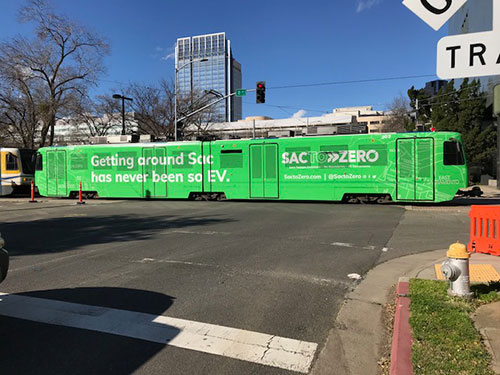 TRA
Getting around Sac
has never been so EV.
SACTO>>ZERO
SactoZero.com | @SactoZero